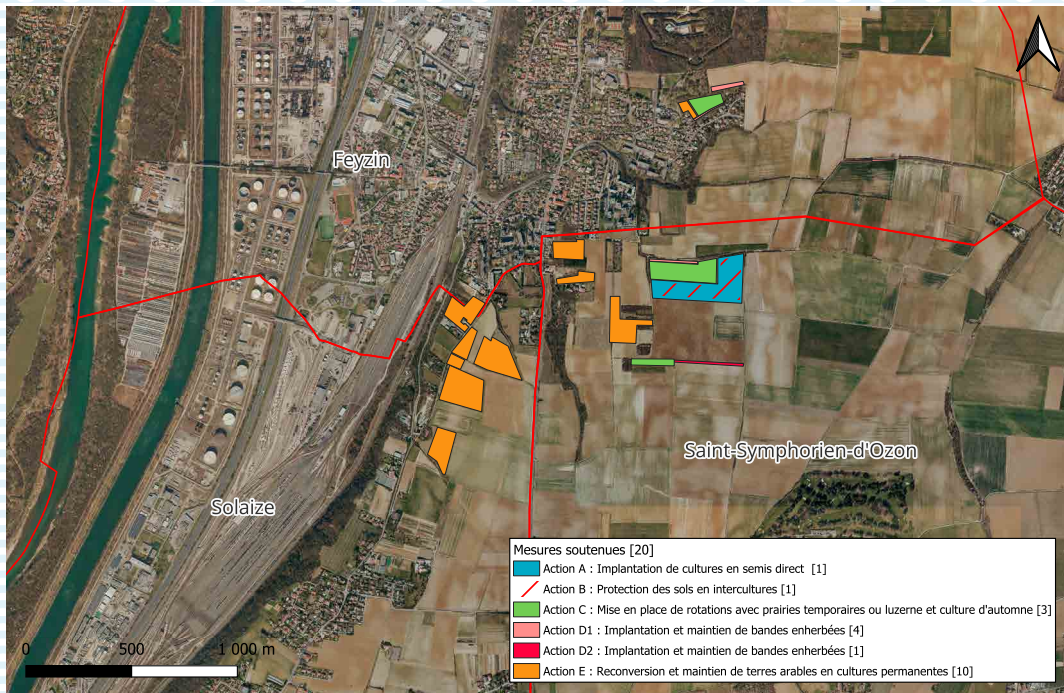 Feyzin
Saint-Symphorien-d'Ozon
Solaize
Mesures soutenues [20]
Action A : Implantation de cultures en semis direct [1]
Action B : Protection des sols en intercultures [1]
Action C : Mise en place de rotations avec prairies temporaires ou luzerne et culture d'automne [3]
Action D1 : Implantation et maintien de bandes enherbées [4]
Action D2 : Implantation et maintien de bandes enherbées [1]
Action E : Reconversion et maintien de terres arables en cultures permanentes [10]
0 500 1 000 m